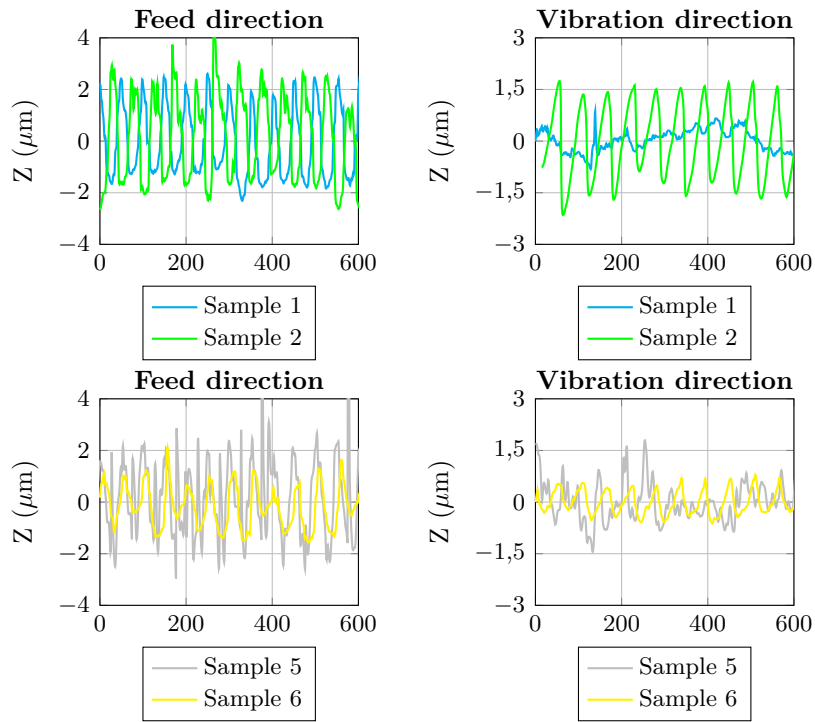 Feed direction
4
2
0
−2
−4
Z (μm)
0
200
400
600
Sample 1
Sample 2
Vibration direction
3
1,5
0
−1,5
−3
Z (μm)
0
200
400
600
Sample 1
Sample 2
Feed direction
4
2
0
−2
−4
Z (μm)
0
200
400
600
Sample 5
Sample 6
Vibration direction
3
1,5
0
−1,5
−3
Z (μm)
0
200
400
600
Sample 5
Sample 6